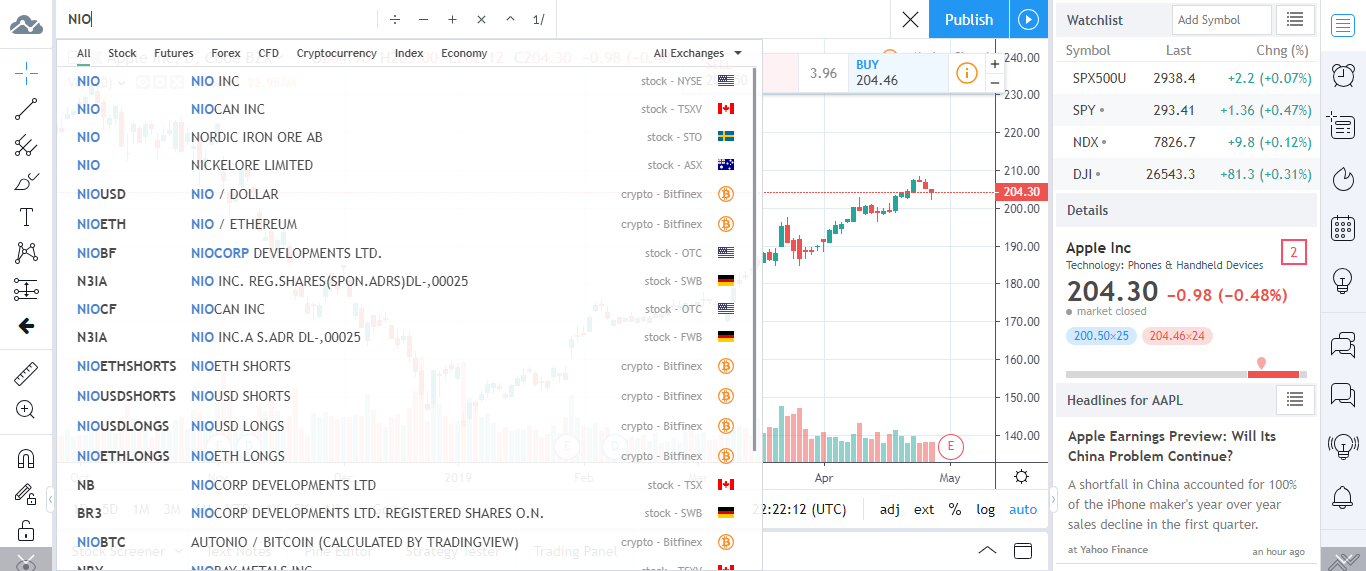 NIO
÷ − + × ^ 1/
Publish
All Stock Futures Forex CFD Cryptocurrency Index Economy All Exchanges
NIO NIO INC stock - NYSE
NIO NIOCAN INC stock - TSXV
NIO NORDIC IRON ORE AB stock - STO
NIO NICKELORE LIMITED stock - ASX
NIOUSD NIO / DOLLAR crypto - Bitfinex
NIOETH NIO / ETHEREUM crypto - Bitfinex
NIOBF NIOCORP DEVELOPMENTS LTD. stock - OTC
N3IA NIO INC. REG.SHARES(SPON.ADRS)DL-,00025 stock - SWB
NIOCF NIOCAN INC stock - OTC
N3IA NIO INC.A S.ADR DL-,00025 stock - FWB
NIOETHSHORTS NIOETH SHORTS crypto - Bitfinex
NIOUSDSHORTS NIOUSD SHORTS crypto - Bitfinex
NIOUSDLONGS NIOUSD LONGS crypto - Bitfinex
NIOETHLONGS NIOETH LONGS crypto - Bitfinex
NB NIOCORP DEVELOPMENTS LTD stock - TSX
BR3 NIOCORP DEVELOPMENTS LTD. REGISTERED SHARES O.N. stock - SWB
NIOBTC AUTONIO / BITCOIN (CALCULATED BY TRADINGVIEW) crypto - Bitfinex
NBY NIOBAY METALS INC stock - TSXV
2019 Feb
Stock Screener Text Notes Pine Editor Strategy Tester Trading Panel
3.96
BUY
204.46
240.00
230.00
220.00
210.00
204.30
200.00
190.00
180.00
170.00
160.00
150.00
140.00
E
Apr May
22:22:12 (UTC) adj ext % log auto
Watchlist Add Symbol
Symbol Last Chng (%)
SPX500U 2938.4 +2.2 (+0.07%)
SPY 293.41 +1.36 (+0.47%)
NDX 7826.7 +9.8 (+0.12%)
DJI 26543.3 +81.3 (+0.31%)
Details
Apple Inc
2
Technology: Phones & Handheld Devices
204.30 −0.98 (−0.48%)
market closed
200.50×25 204.46×24
Headlines for AAPL
Apple Earnings Preview: Will Its
China Problem Continue?
A shortfall in China accounted for 100%
of the iPhone maker's year over year
sales decline in the first quarter.
at Yahoo Finance an hour ago